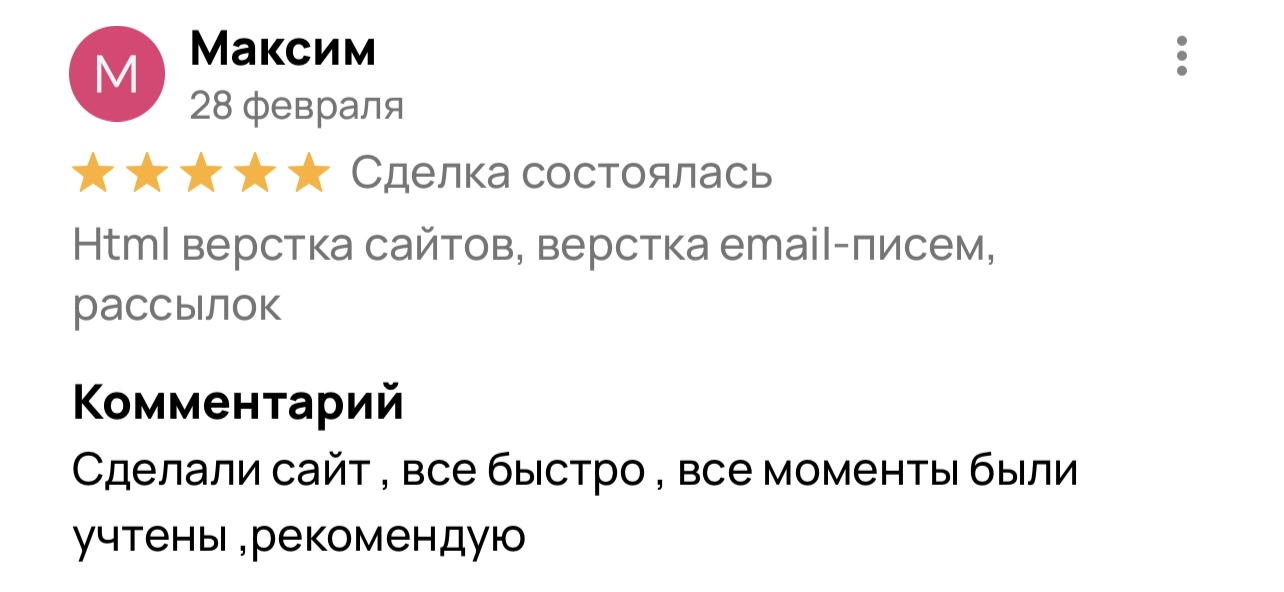 М
Максим
28 февраля
Сделка состоялась
Html верстка сайтов, верстка email-писем,
рассылок
Комментарий
Сделали сайт , все быстро , все моменты были
учтены ,рекомендую